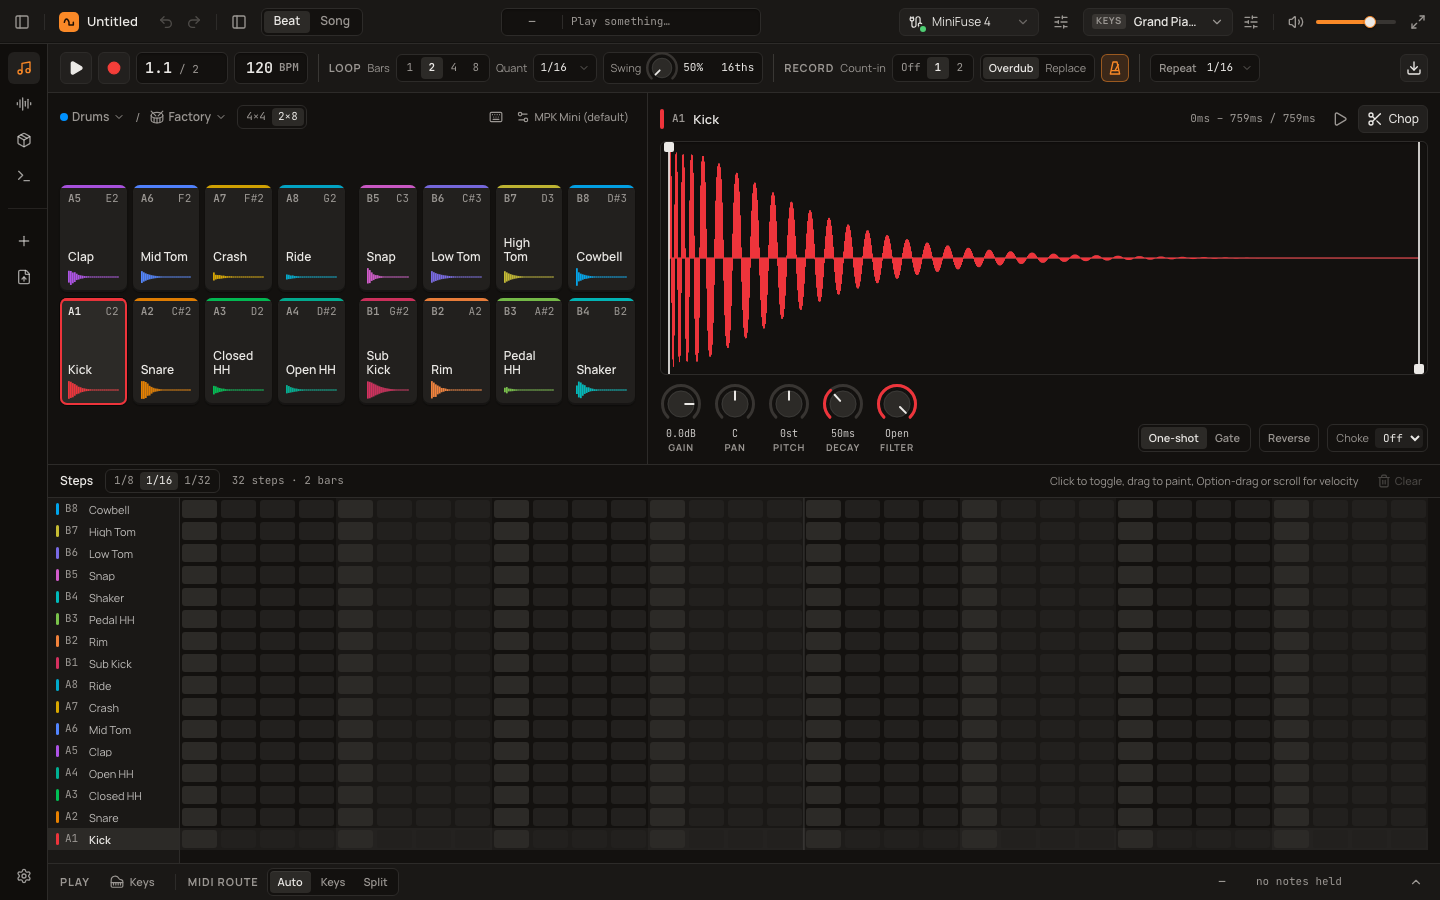 Untitled
Beat Song
– Play something…
MiniFuse 4
KEYS Grand Pia…
1.1 / 2
120 BPM
LOOP Bars 1 2 4 8 Quant 1/16
Swing 50% 16ths
RECORD Count-in Off 1 2 Overdub Replace
Repeat 1/16
Drums / Factory 4×4 2×8
MPK Mini (default)
A5 E2 A6 F2 A7 F#2 A8 G2 B5 C3 B6 C#3 B7 D3 B8 D#3
Clap Mid Tom Crash Ride Snap Low Tom High Tom Cowbell
A1 C2 A2 C#2 A3 D2 A4 D#2 B1 G#2 B2 A2 B3 A#2 B4 B2
Kick Snare Closed HH Open HH Sub Kick Rim Pedal HH Shaker
A1 Kick
0ms – 759ms / 759ms
Chop
0.0dB C 0st 50ms Open
GAIN PAN PITCH DECAY FILTER
One-shot Gate Reverse Choke Off
Steps 1/8 1/16 1/32 32 steps · 2 bars
Click to toggle, drag to paint, Option-drag or scroll for velocity
Clear
B8 Cowbell
B7 High Tom
B6 Low Tom
B5 Snap
B4 Shaker
B3 Pedal HH
B2 Rim
B1 Sub Kick
A8 Ride
A7 Crash
A6 Mid Tom
A5 Clap
A4 Open HH
A3 Closed HH
A2 Snare
A1 Kick
PLAY Keys MIDI ROUTE Auto Keys Split
– no notes held